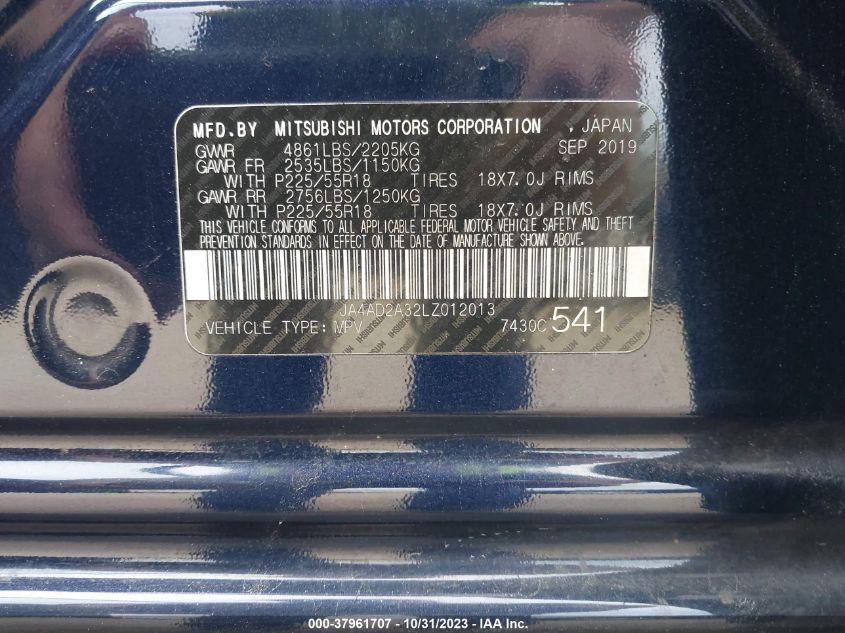 MFD.BY MITSUBISHI MOTORS CORPORATION , JAPAN
GVWR 4861LBS/2205KG SEP 2019
GAWR FR 2535LBS/1150KG
WITH P225/55R18 TIRES 18X7.0J RIMS
GAWR RR 2756LBS/1250KG
WITH P225/55R18 TIRES 18X7.0J RIMS
THIS VEHICLE CONFORMS TO ALL APPLICABLE FEDERAL MOTOR VEHICLE SAFETY AND THEFT
PREVENTION STANDARDS IN EFFECT ON THE DATE OF MANUFACTURE SHOWN ABOVE.
JA4AD2A32LZ012013
VEHICLE TYPE: MPV 7430C 541
000-37961707 / 10/31/2023 - © IAA Inc.